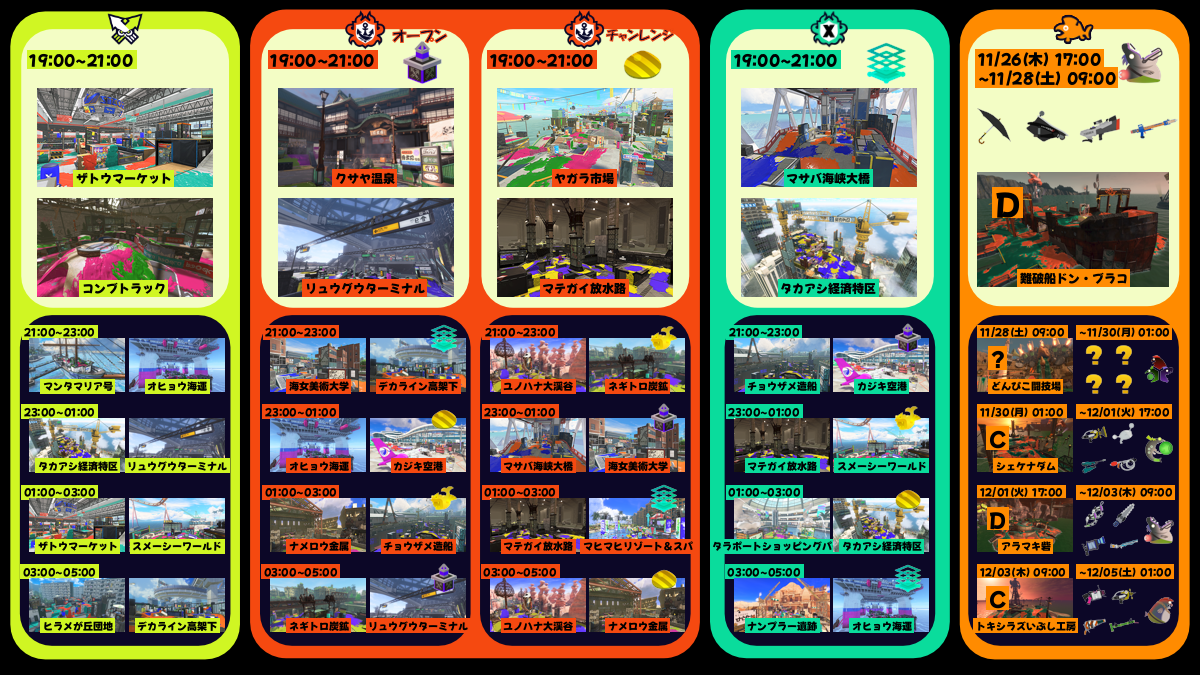 19:00~21:00
ザトウマーケット
コンブトラック
21:00~23:00
マンタマリア号
オヒョウ海運
23:00~01:00
タカアシ経済特区
リュウグウターミナル
01:00~03:00
ザトウマーケット
スメーシーワールド
03:00~05:00
ヒラメが丘団地
デカライン高架下
オープン
19:00~21:00
クサヤ温泉
リュウグウターミナル
21:00~23:00
海女美術大学
デカライン高架下
23:00~01:00
オヒョウ海運
カジキ空港
01:00~03:00
ナメロウ金属
チョウザメ造船
03:00~05:00
ネギトロ炭鉱
リュウグウターミナル
チャレンジ
19:00~21:00
ヤガラ市場
マテガイ放水路
21:00~23:00
ユノハナ大渓谷
ネギトロ炭鉱
23:00~01:00
マサバ海峡大橋
海女美術大学
01:00~03:00
マテガイ放水路
マヒマヒリゾート&スパ
03:00~05:00
ユノハナ大渓谷
ナメロウ金属
X
19:00~21:00
マサバ海峡大橋
タカアシ経済特区
21:00~23:00
チョウザメ造船
カジキ空港
23:00~01:00
マテガイ放水路
スメーシーワールド
01:00~03:00
タラポートショッピングパ
タカアシ経済特区
03:00~05:00
ナンプラー遺跡
オヒョウ海運
11/26(木) 17:00
~11/28(土) 09:00
D
難破船ドン・ブラコ
11/28(土) 09:00
~11/30(月) 01:00
?
? ?
? ?
どんぴこ闘技場
11/30(月) 01:00
~12/01(火) 17:00
C
シェケナダム
12/01(火) 17:00
~12/03(木) 09:00
D
アラマキ砦
12/03(木) 09:00
~12/05(土) 01:00
C
トキシラズいぶし工房